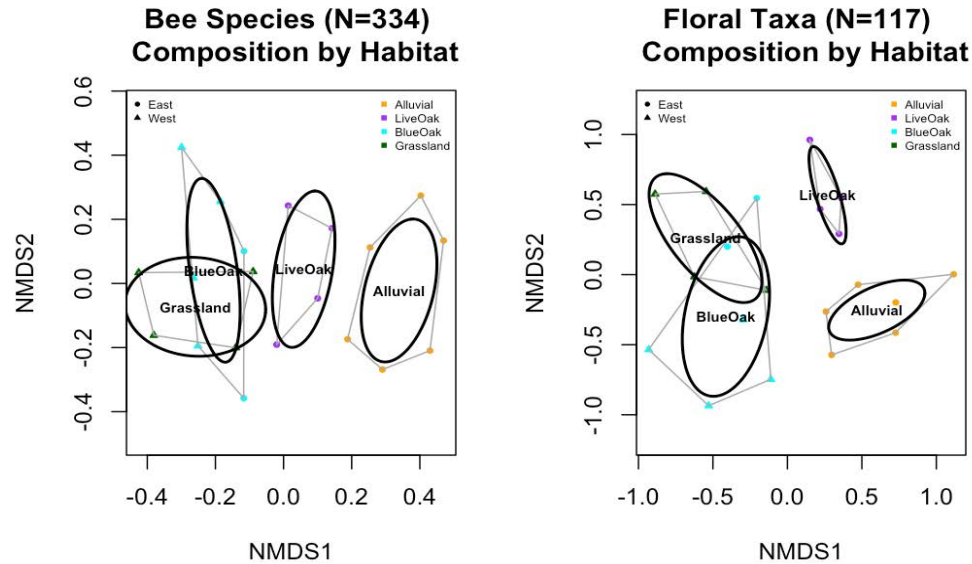 Bee Species (N=334)
Composition by Habitat
0.6
0.4
0.2
0.0
-0.2
-0.4
NMDS2
East
West
Alluvial
LiveOak
BlueOak
Grassland
BlueOak
LiveOak
Alluvial
Grassland
-0.4 -0.2 0.0 0.2 0.4
NMDS1
Floral Taxa (N=117)
Composition by Habitat
1.0
0.5
0.0
-0.5
-1.0
NMDS2
East
West
Alluvial
LiveOak
BlueOak
Grassland
LiveOak
Grassland
BlueOak
Alluvial
-1.0 -0.5 0.0 0.5 1.0
NMDS1